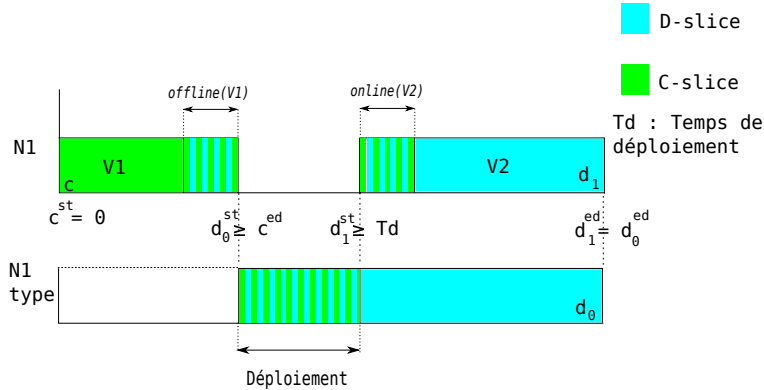 D-slice
C-slice
Td : Temps de
déploiement
offline(V1)
online(V2)
N1
V1
c
V2
d₁
c^st = 0
d₀^st ≥ c^ed
d₁^st ≥ Td
d₁^ed = d₀^ed
N1
type
d₀
Déploiement